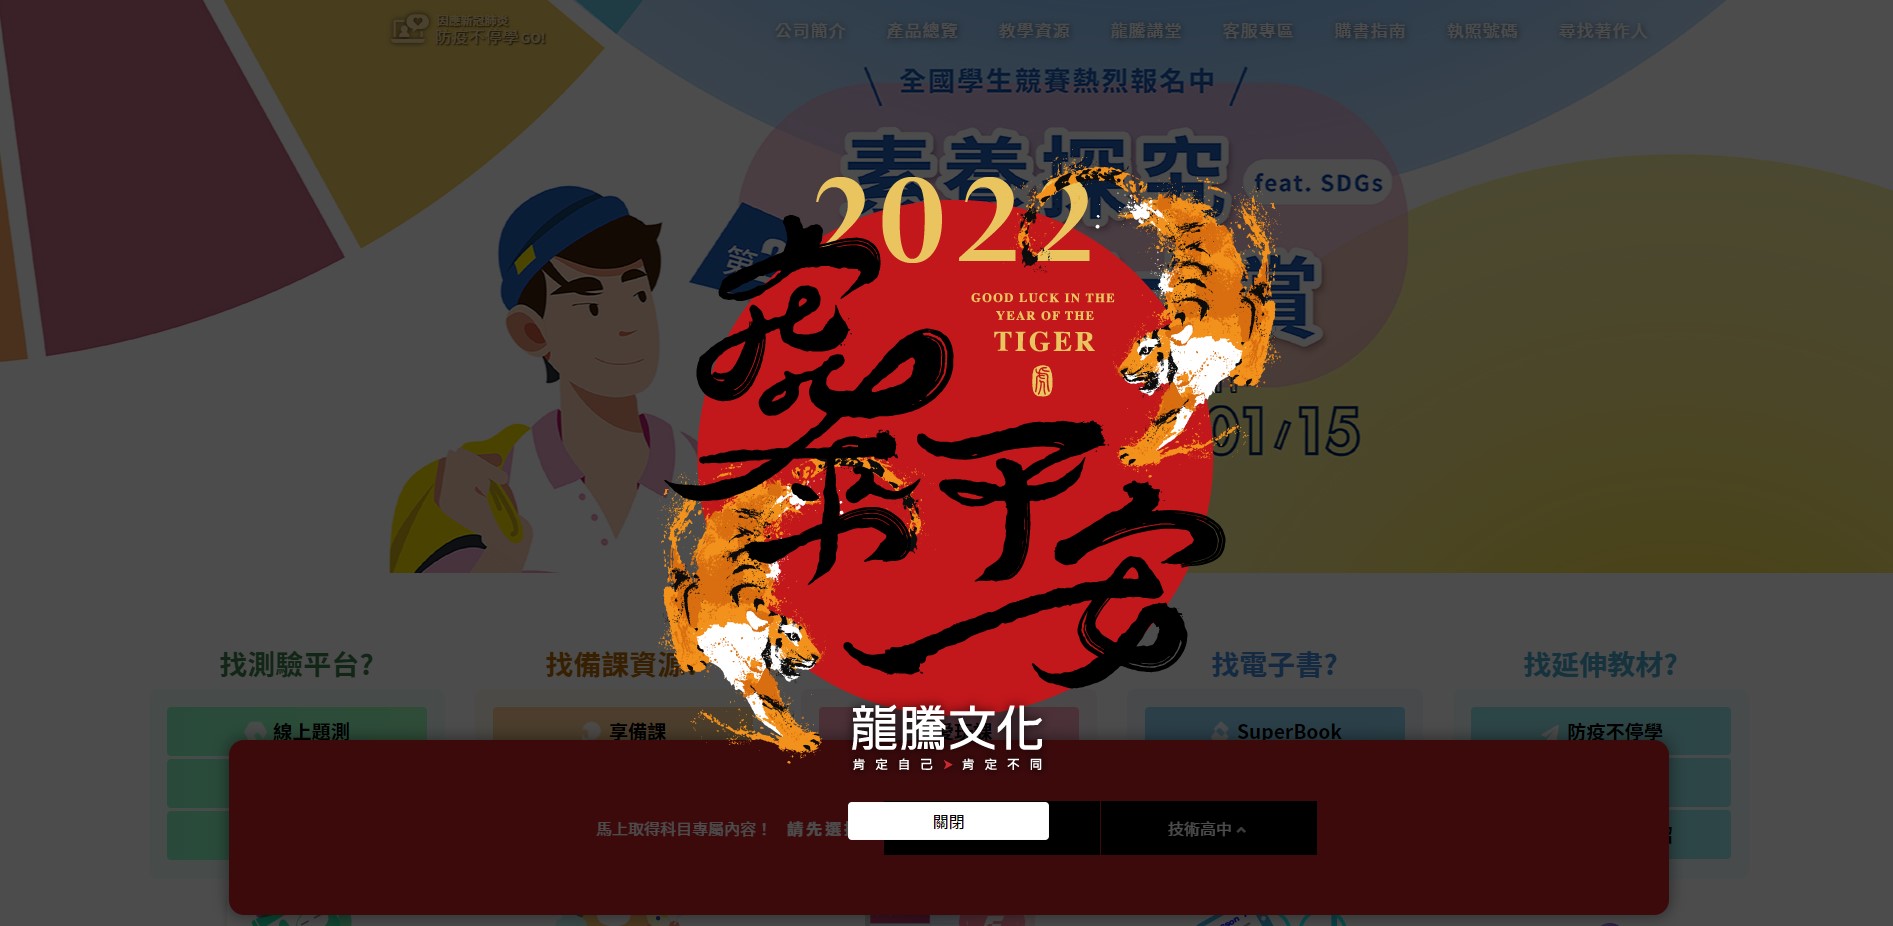 因應新冠肺炎
防疫不停學 GO!
公司簡介 產品總覽 教學資源 龍騰講堂 客服專區 購書指南 執照號碼 尋找著作人
全國學生競賽熱烈報名中
素養探究
feat. SDGs
第
賞
01/15
2022
GOOD LUCK IN THE
YEAR OF THE
TIGER
虎
平安
找測驗平台?
找備課資源
找電子書?
找延伸教材?
線上題測
享備課
SuperBook
防疫不停學
龍騰文化
肯定自己 肯定不同
馬上取得科目專屬內容! 請先選
關閉
技術高中